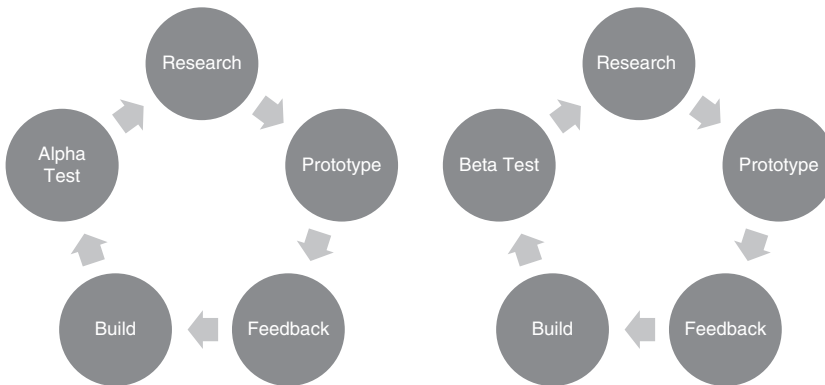 Research
Prototype
Feedback
Build
Alpha
Test
Research
Prototype
Feedback
Build
Beta Test